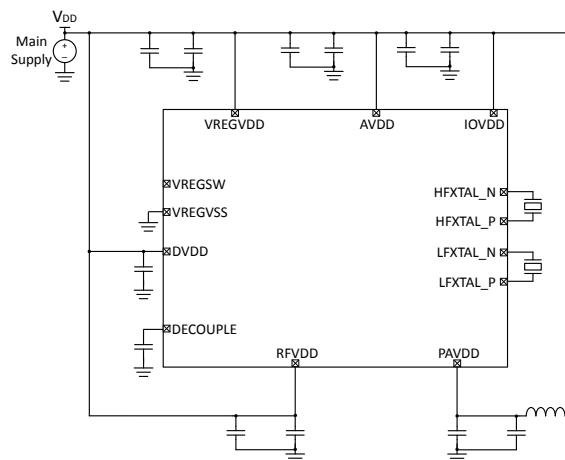 VDD
Main
Supply
+
–
VREGVDD
AVDD
IOVDD
VREGSW
HFXTAL_N
VREGVSS
HFXTAL_P
DVDD
LFXTAL_N
LFXTAL_P
DECOUPLE
RFVDD
PAVDD